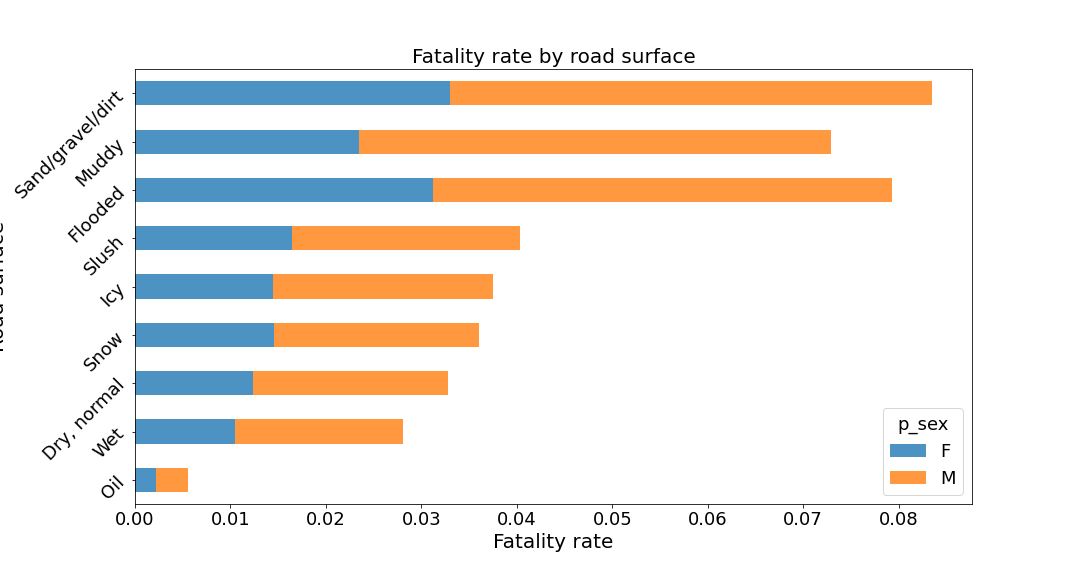 Fatality rate by road surface
Sand/gravel/dirt
Muddy
Flooded
Slush
Icy
Snow
Dry, normal
Wet
Oil
p_sex
F
M
0.00 0.01 0.02 0.03 0.04 0.05 0.06 0.07 0.08
Fatality rate